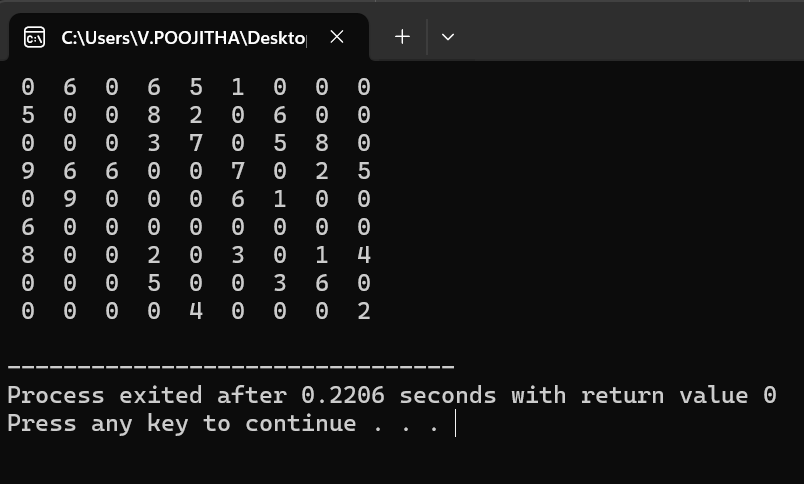 C:\Users\V.POOJITHA\Deskto
0 6 0 6 5 1 0 0 0
5 0 0 8 2 0 6 0 0
0 0 0 3 7 0 5 8 0
9 6 6 0 0 7 0 2 5
0 9 0 0 0 6 1 0 0
6 0 0 0 0 0 0 0 0
8 0 0 2 0 3 0 1 4
0 0 0 5 0 0 3 6 0
0 0 0 0 4 0 0 0 2
--------------------------------
Process exited after 0.2206 seconds with return value 0
Press any key to continue . . .